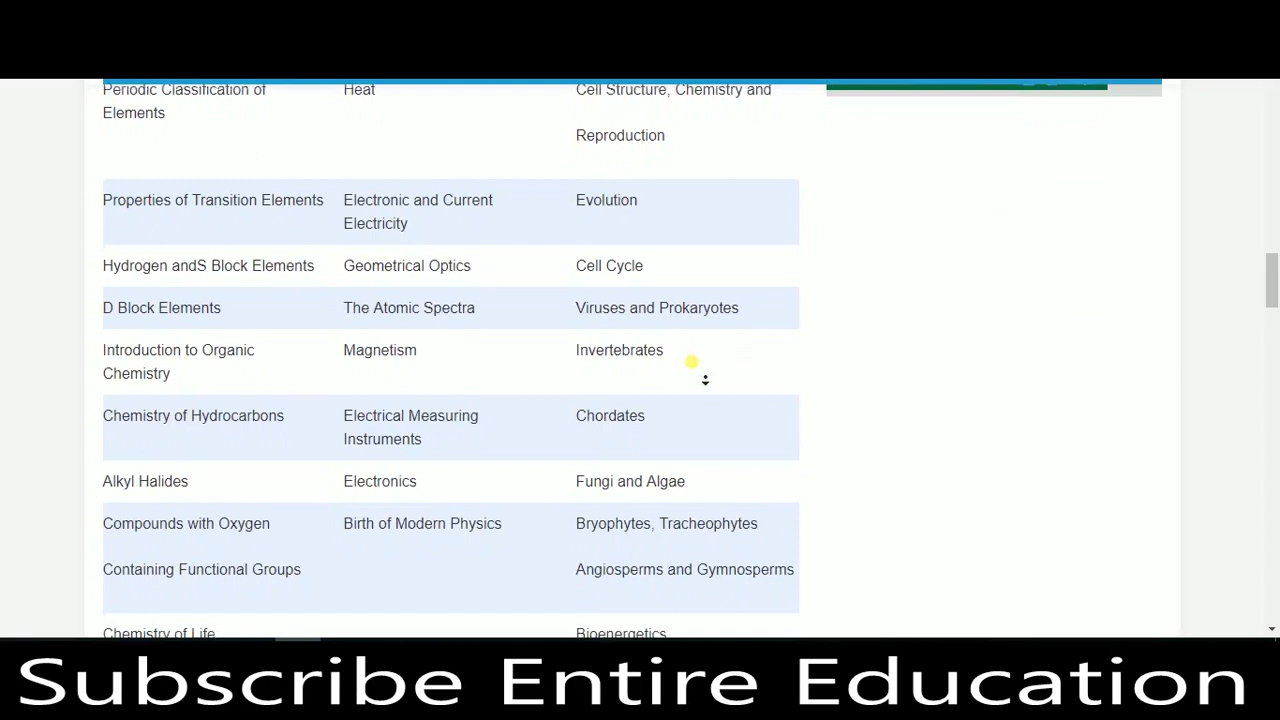 Periodic Classification of
Elements
Heat
Cell Structure, Chemistry and
Reproduction
Properties of Transition Elements
Electronic and Current
Electricity
Evolution
Hydrogen andS Block Elements
Geometrical Optics
Cell Cycle
D Block Elements
The Atomic Spectra
Viruses and Prokaryotes
Introduction to Organic
Chemistry
Magnetism
Invertebrates
Chemistry of Hydrocarbons
Electrical Measuring
Instruments
Chordates
Alkyl Halides
Electronics
Fungi and Algae
Compounds with Oxygen
Containing Functional Groups
Birth of Modern Physics
Bryophytes, Tracheophytes
Angiosperms and Gymnosperms
Chemistry of Life
Bioenergetics
Subscribe Entire Education